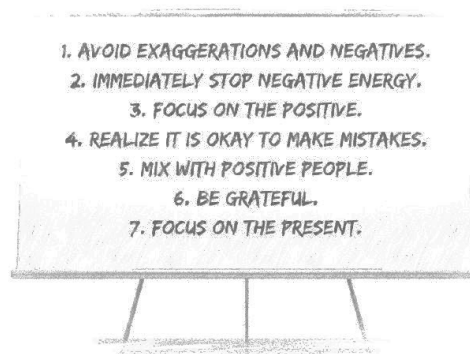 1. AVOID EXAGGERATIONS AND NEGATIVES.
2. IMMEDIATELY STOP NEGATIVE ENERGY.
3. FOCUS ON THE POSITIVE.
4. REALIZE IT IS OKAY TO MAKE MISTAKES.
5. MIX WITH POSITIVE PEOPLE.
6. BE GRATEFUL.
7. FOCUS ON THE PRESENT.